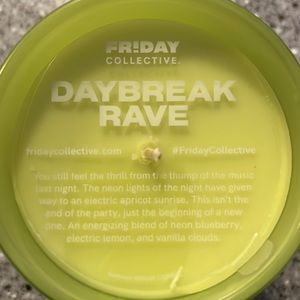 FR!DAY
COLLECTIVE.
DAYBREAK
RAVE
fridaycollective.com #FridayCollective
You still feel the thrill from the thump of the music
last night. The neon lights of the night have given
way to an electric apricot sunrise. This isn't the
end of the party, just the beginning of a new
one. An energizing blend of neon blueberry,
electric lemon, and vanilla clouds.